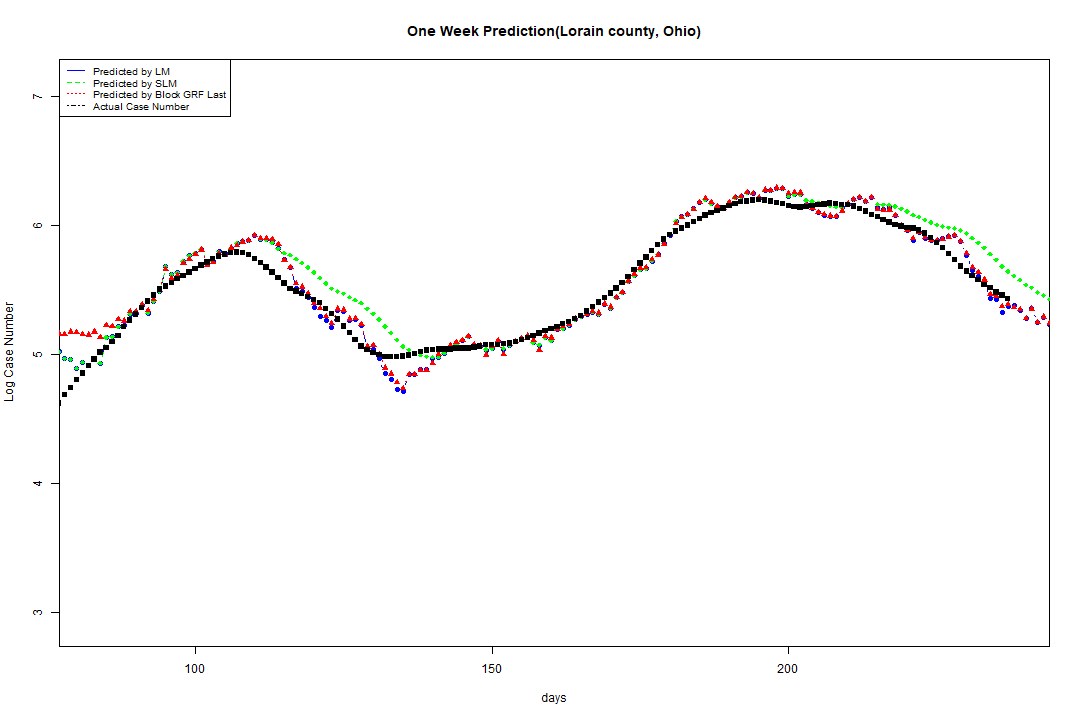 One Week Prediction(Lorain county, Ohio)
Predicted by LM
Predicted by SLM
Predicted by Block GRF Last
Actual Case Number
7
6
5
4
3
Log Case Number
100 150 200
days